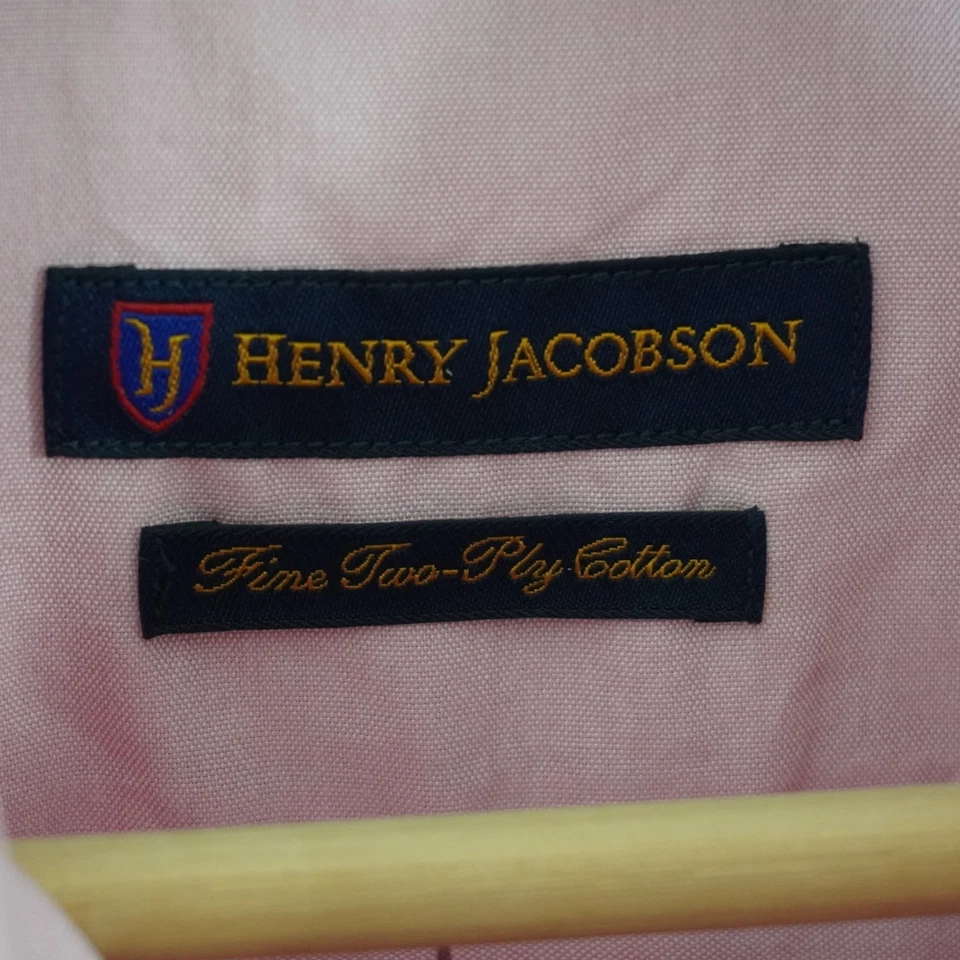 HJ HENRY JACOBSON
Fine Two-Ply Cotton